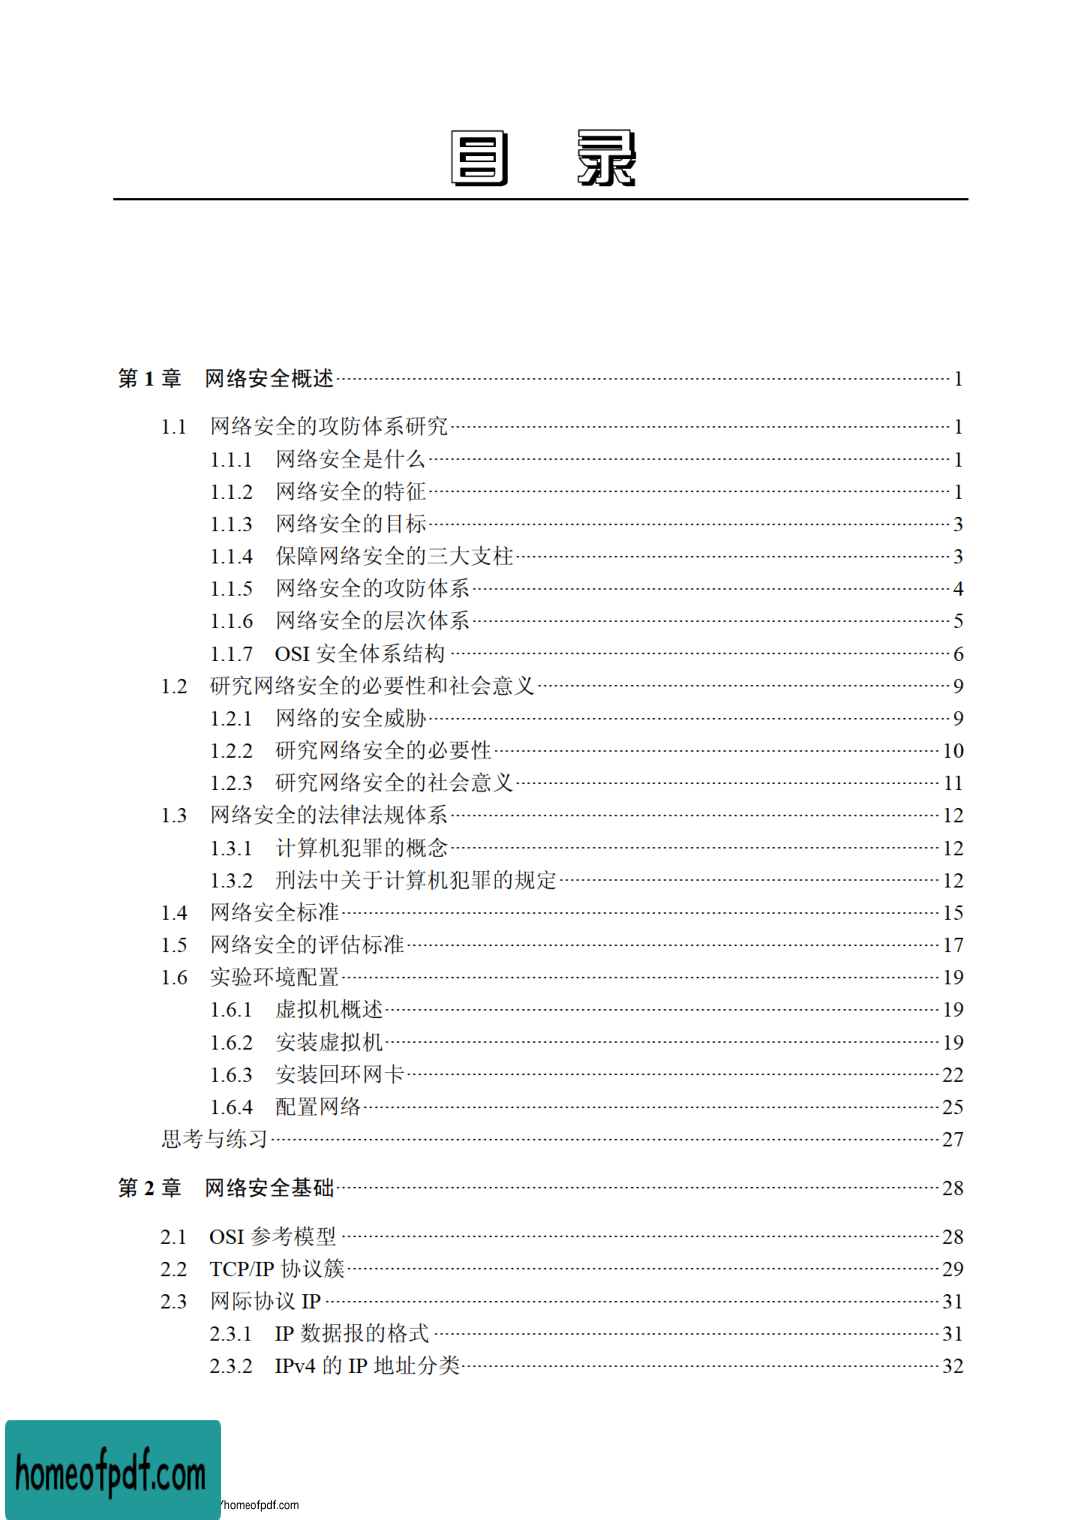 目 录
第 1 章 网络安全概述 1
1.1 网络安全的攻防体系研究 1
1.1.1 网络安全是什么 1
1.1.2 网络安全的特征 1
1.1.3 网络安全的目标 3
1.1.4 保障网络安全的三大支柱 3
1.1.5 网络安全的攻防体系 4
1.1.6 网络安全的层次体系 5
1.1.7 OSI 安全体系结构 6
1.2 研究网络安全的必要性和社会意义 9
1.2.1 网络的安全威胁 9
1.2.2 研究网络安全的必要性 10
1.2.3 研究网络安全的社会意义 11
1.3 网络安全的法律法规体系 12
1.3.1 计算机犯罪的概念 12
1.3.2 刑法中关于计算机犯罪的规定 12
1.4 网络安全标准 15
1.5 网络安全的评估标准 17
1.6 实验环境配置 19
1.6.1 虚拟机概述 19
1.6.2 安装虚拟机 19
1.6.3 安装回环网卡 22
1.6.4 配置网络 25
思考与练习 27
第 2 章 网络安全基础 28
2.1 OSI 参考模型 28
2.2 TCP/IP 协议簇 29
2.3 网际协议 IP 31
2.3.1 IP 数据报的格式 31
2.3.2 IPv4 的 IP 地址分类 32
homeofpdf.com
/homeofpdf.com